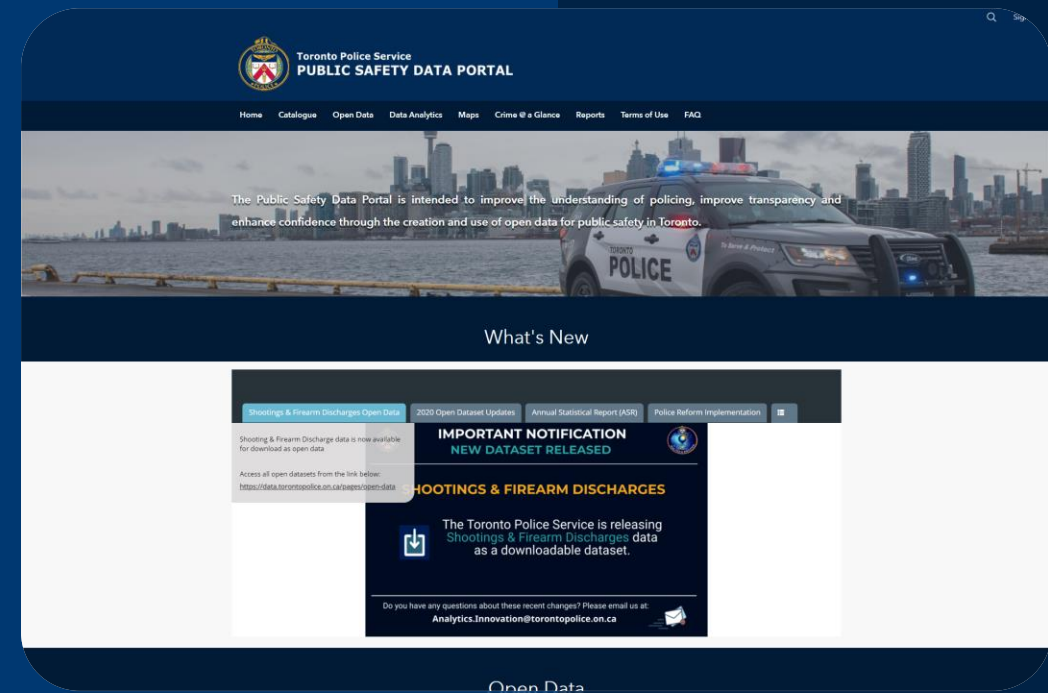 Toronto Police Service
PUBLIC SAFETY DATA PORTAL
Home Catalogue Open Data Data Analytics Maps Crime @ a Glance Reports Terms of Use FAQ
The Public Safety Data Portal is intended to improve the understanding of policing, improve transparency and
enhance confidence through the creation and use of open data for public safety in Toronto.
To Serve & Protect
TORONTO
POLICE
What's New
Shootings & Firearm Discharges Open Data 2020 Open Dataset Updates Annual Statistical Report (ASR) Police Reform Implementation
Shooting & Firearm Discharge data is now available
for download as open data
Access all open datasets from the link below:
https://data.torontopolice.on.ca/pages/open-data
IMPORTANT NOTIFICATION
NEW DATASET RELEASED
SHOOTINGS & FIREARM DISCHARGES
The Toronto Police Service is releasing
Shootings & Firearm Discharges data
as a downloadable dataset.
Do you have any questions about these recent changes? Please email us at:
Analytics.Innovation@torontopolice.on.ca
Open Data